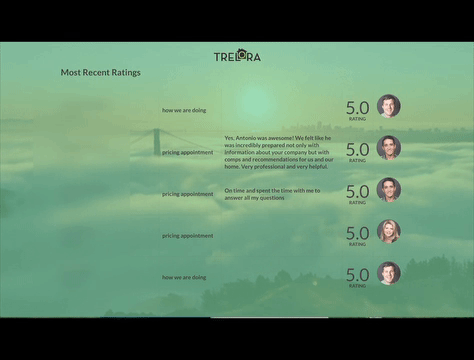 TRELORA
Most Recent Ratings
how we are doing
5.0
RATING
pricing appointment
Yes, Antonio was awesome! We felt like he
was incredibly prepared not only with
information about your company but with
comps and recommendations for us and our
home. Very professional and very helpful.
5.0
RATING
pricing appointment
On time and spent the time with me to
answer all my questions
5.0
RATING
pricing appointment
5.0
RATING
how we are doing
5.0
RATING